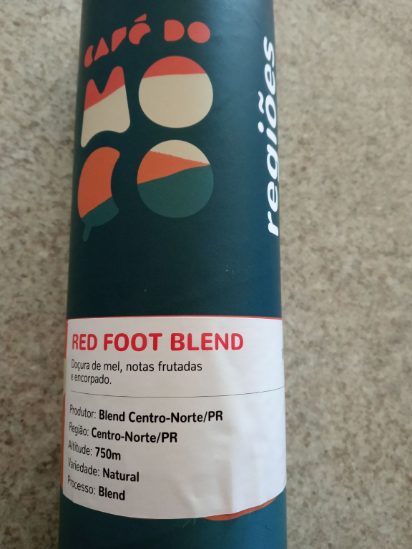 CAFÉ DO
MOCO
regiões
RED FOOT BLEND
Doçura de mel, notas frutadas
e encorpado.
Produtor: Blend Centro-Norte/PR
Região: Centro-Norte/PR
Altitude: 750m
Variedade: Natural
Processo: Blend